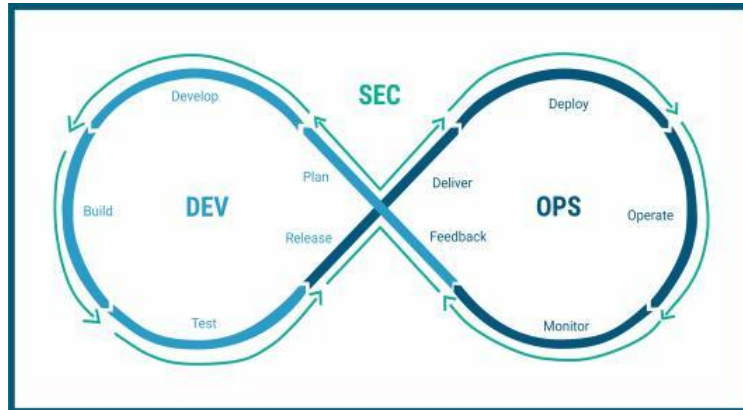 SEC
Develop
Deploy
Plan
Deliver
Build
DEV
OPS
Operate
Release
Feedback
Test
Monitor